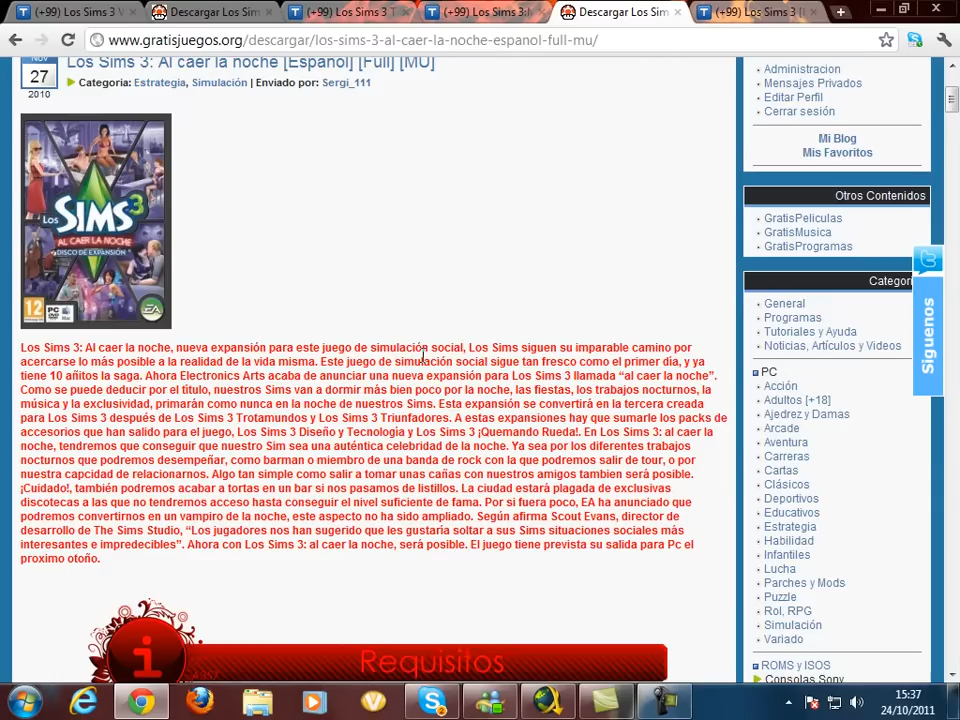 (+99) Los Sims 3 V
Descargar Los Sim
(+99) Los Sims 3 T
(+99) Los Sims 3:
Descargar Los Sim
(+99) Los Sims 3 [
www.gratisjuegos.org/descargar/los-sims-3-al-caer-la-noche-espanol-full-mu/
NOV
27
2010
Los Sims 3: Al caer la noche [Español] [Full] [MU]
Categoria: Estrategia, Simulación | Enviado por: Sergi_111
LOS SIMS 3
AL CAER LA NOCHE
DISCO DE EXPANSIÓN
12
PC DVD
Mac
EA
Los Sims 3: Al caer la noche, nueva expansión para este juego de simulación social, Los Sims siguen su imparable camino por
acercarse lo más posible a la realidad de la vida misma. Este juego de simulación social sigue tan fresco como el primer día, y ya
tiene 10 añitos la saga. Ahora Electronics Arts acaba de anunciar una nueva expansión para Los Sims 3 llamada “al caer la noche”.
Como se puede deducir por el título, nuestros Sims van a dormir más bien poco por la noche, las fiestas, los trabajos nocturnos, la
música y la exclusividad, primarán como nunca en la noche de nuestros Sims. Esta expansión se convertirá en la tercera creada
para Los Sims 3 después de Los Sims 3 Trotamundos y Los Sims 3 Triunfadores. A estas expansiones hay que sumarle los packs de
accesorios que han salido para el juego, Los Sims 3 Diseño y Tecnología y Los Sims 3 ¡Quemando Rueda!. En Los Sims 3: al caer la
noche, tendremos que conseguir que nuestro Sim sea una auténtica celebridad de la noche. Ya sea por los diferentes trabajos
nocturnos que podremos desempeñar, como barman o miembro de una banda de rock con la que podremos salir de tour, o por
nuestra capcidad de relacionarnos. Algo tan simple como salir a tomar unas cañas con nuestros amigos tambien será posible.
¡Cuidado!, también podremos acabar a tortas en un bar si nos pasamos de listillos. La ciudad estará plagada de exclusivas
discotecas a las que no tendremos acceso hasta conseguir el nivel suficiente de fama. Por si fuera poco, EA ha anunciado que
podremos convertirnos en un vampiro de la noche, este aspecto no ha sido ampliado. Según afirma Scout Evans, director de
desarrollo de The Sims Studio, “Los jugadores nos han sugerido que les gustaría soltar a sus Sims situaciones sociales más
interesantes e impredecibles”. Ahora con Los Sims 3: al caer la noche, será posible. El juego tiene prevista su salida para Pc el
proximo otoño.
i
Requisitos
Administracion
Mensajes Privados
Editar Perfil
Cerrar sesión
Mi Blog
Mis Favoritos
Otros Contenidos
GratisPeliculas
GratisMusica
GratisProgramas
Categori
General
Programas
Tutoriales y Ayuda
Noticias, Artículos y Videos
PC
Acción
Adultos [+18]
Ajedrez y Damas
Arcade
Aventura
Carreras
Cartas
Clásicos
Deportivos
Educativos
Estrategia
Habilidad
Infantiles
Lucha
Parches y Mods
Puzzle
Rol, RPG
Simulación
Variado
ROMS y ISOS
Consolas Sony
Siguenos
15:37
24/10/2011